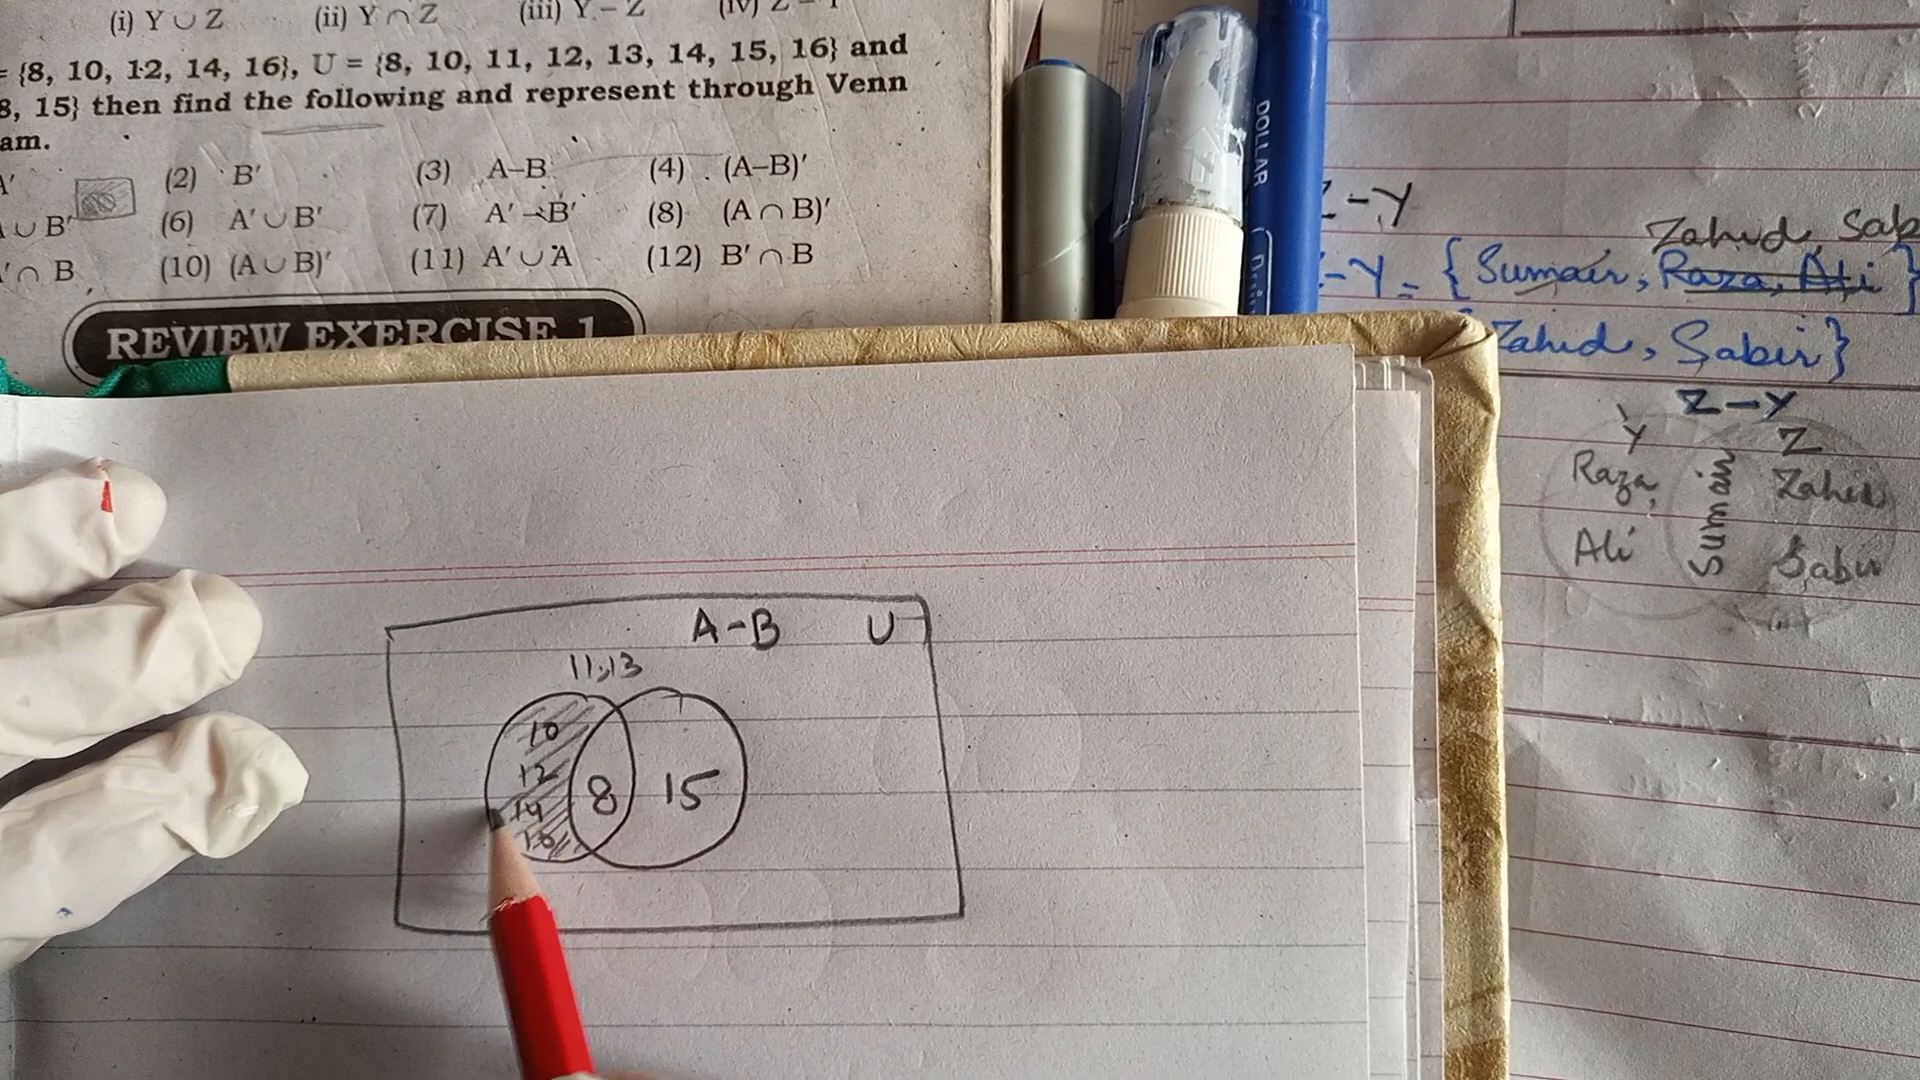 (i) Y ∪ Z (ii) Y ∩ Z (iii) Y – Z (iv) Z –
= {8, 10, 12, 14, 16}, U = {8, 10, 11, 12, 13, 14, 15, 16} and
8, 15} then find the following and represent through Venn
am.
A′ (2) B′ (3) A–B (4) (A–B)′
∪ B′ (6) A′ ∪ B′ (7) A′ – B′ (8) (A ∩ B)′
′ ∩ B (10) (A ∪ B)′ (11) A′ ∪ A (12) B′ ∩ B
REVIEW EXERCISE 1
DOLLAR
Z – Y
Zahid, Sab
– Y = {Sumair, Raza, Ali}
Zahid, Sabir}
Z – Y
Y Z
Raza, Sumair Zahid
Ali Sabir
A – B U
11,13
10
12
14 8 15
16